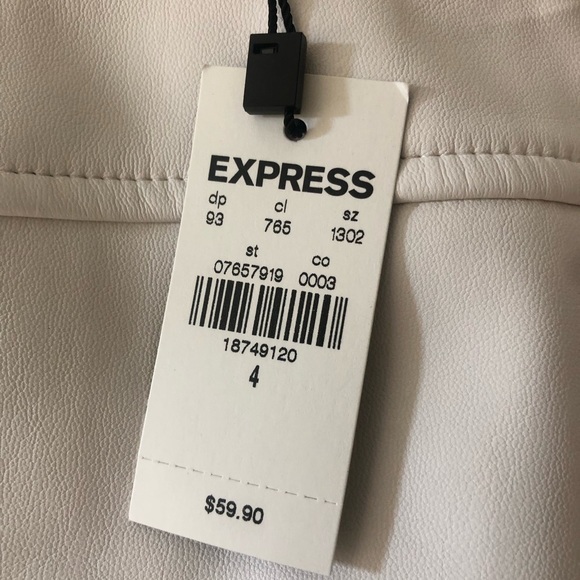 EXPRESS
dp cl sz
93 765 1302
st co
07657919 0003
18749120
4
$59.90